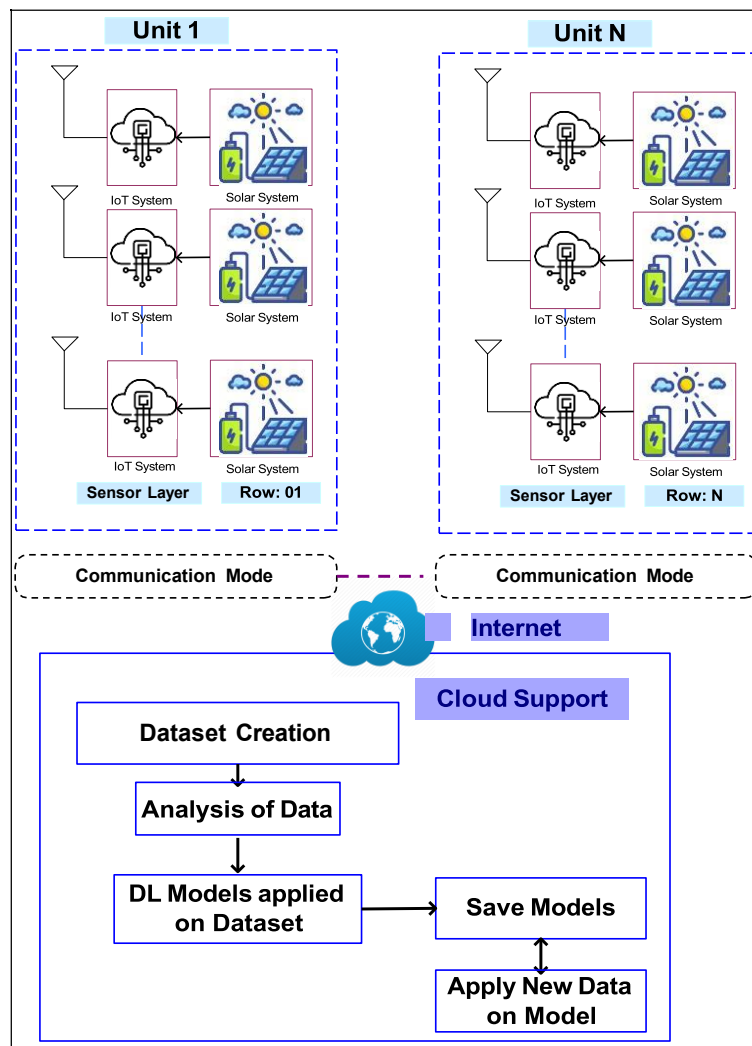 Unit 1
Unit N
IoT System
Solar System
IoT System
Solar System
IoT System
Solar System
IoT System
Solar System
IoT System
Solar System
IoT System
Solar System
Sensor Layer
Row: 01
Sensor Layer
Row: N
Communication Mode
Communication Mode
Internet
Cloud Support
Dataset Creation
Analysis of Data
DL Models applied
on Dataset
Save Models
Apply New Data
on Model